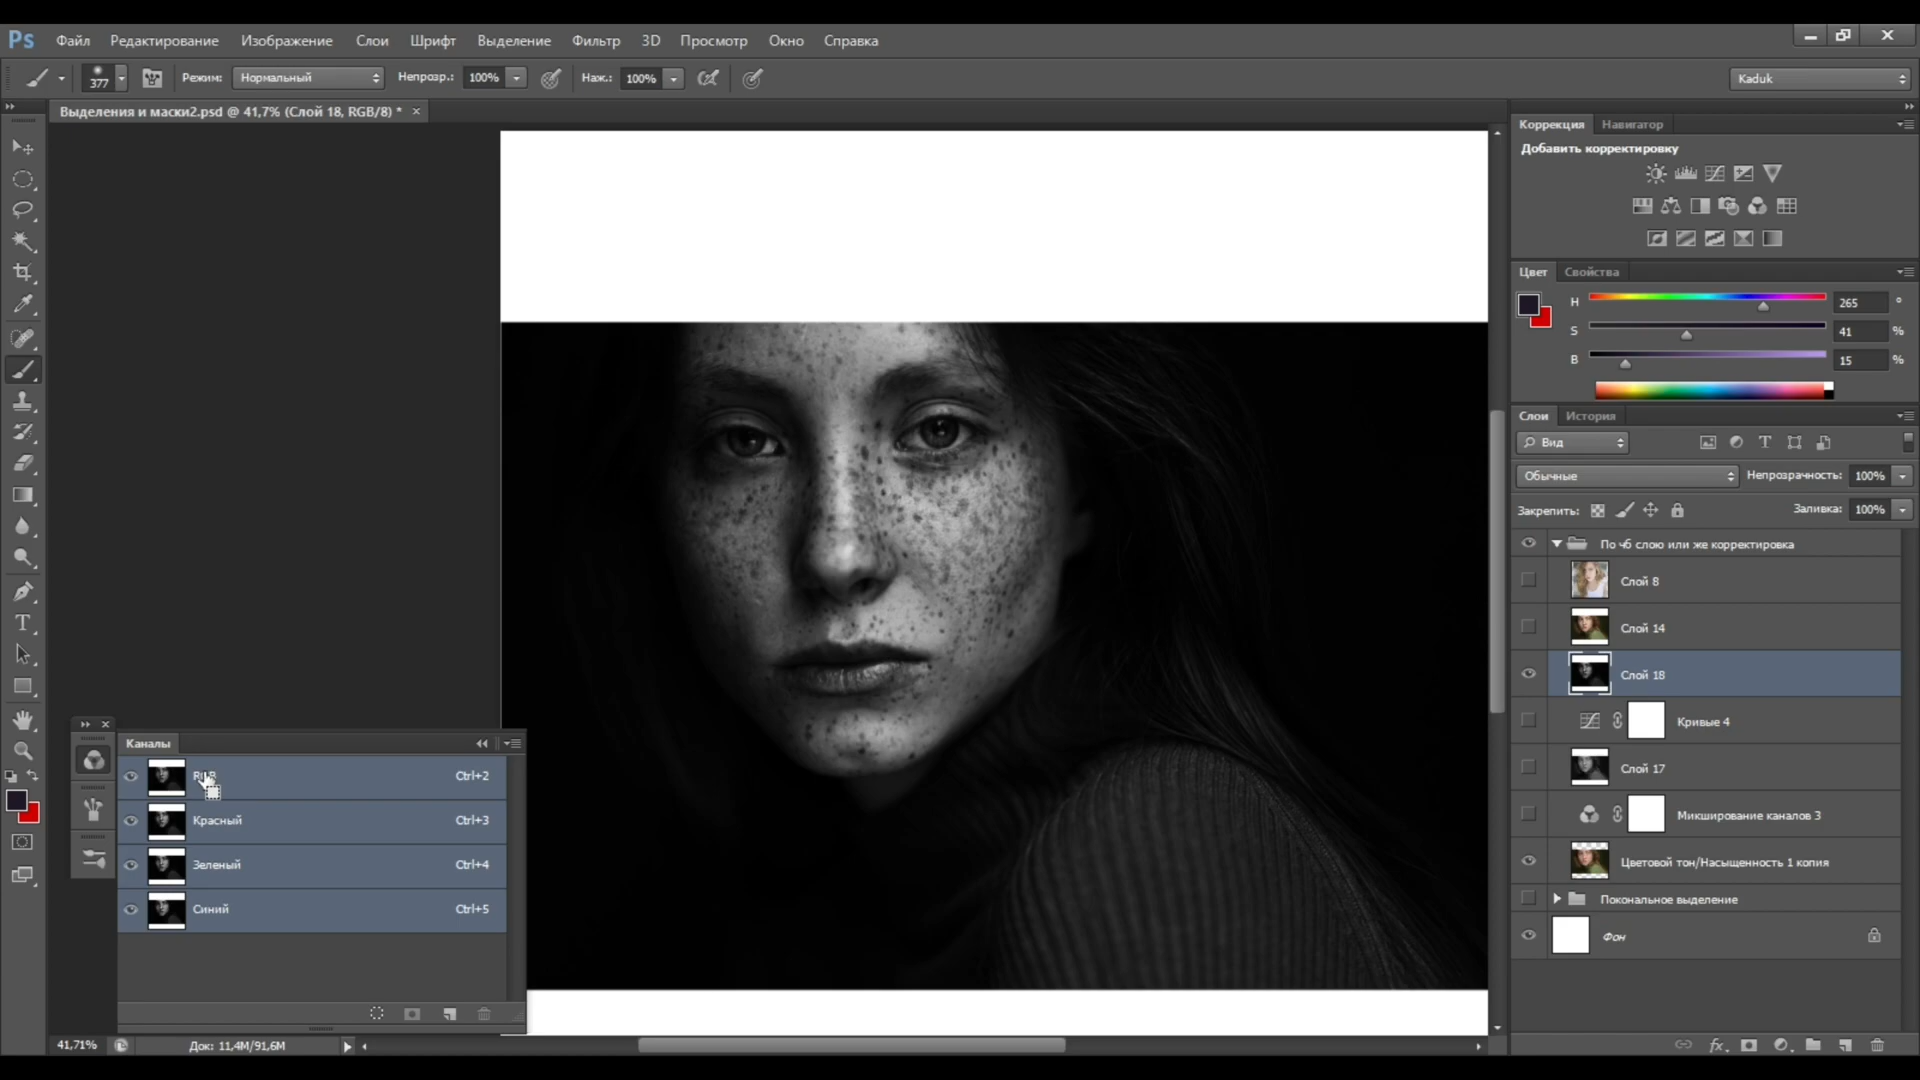 Ps Файл Редактирование Изображение Слои Шрифт Выделение Фильтр 3D Просмотр Окно Справка
377 Режим: Нормальный Непрозр.: 100% Наж.: 100% Kaduk
Выделения и маски2.psd @ 41,7% (Слой 18, RGB/8) * ×
Коррекция Навигатор
Добавить корректировку
Цвет Свойства
H 265 °
S 41 %
B 15 %
Слои История
Вид
Обычные Непрозрачность: 100%
Закрепить: Заливка: 100%
По чб слою или же корректировка
Слой 8
Слой 14
Слой 18
Кривые 4
Слой 17
Микширование каналов 3
Цветовой тон/Насыщенность 1 копия
Покональное выделение
Фон
Каналы
RGB Ctrl+2
Красный Ctrl+3
Зеленый Ctrl+4
Синий Ctrl+5
41,71% Док: 11,4M/91,6M
fx